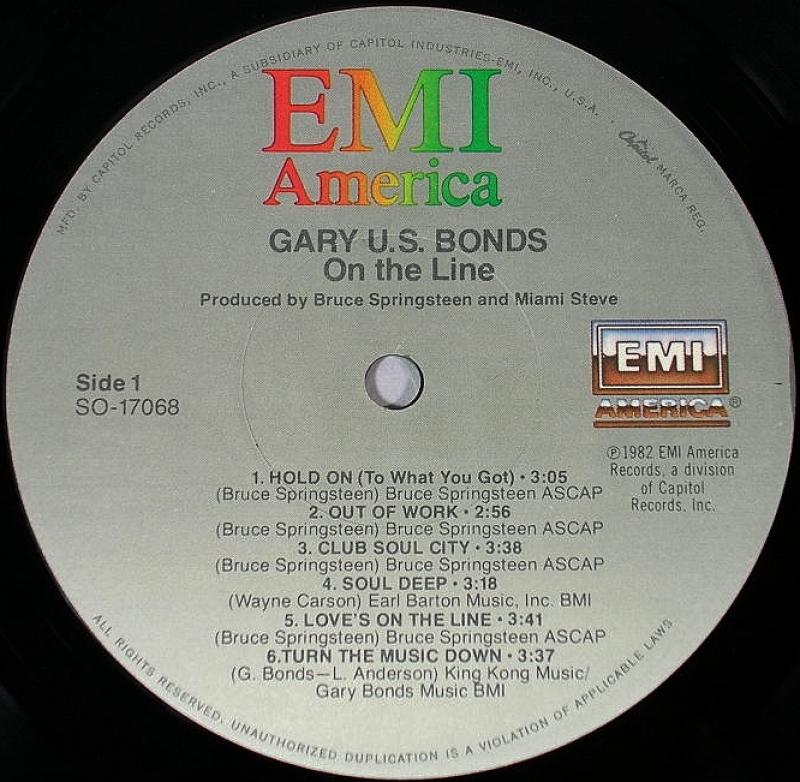 MFD. BY CAPITOL RECORDS, INC., A SUBSIDIARY OF CAPITOL INDUSTRIES-EMI, INC., U.S.A. · Capitol MARCA REG.
EMI
America
GARY U.S. BONDS
On the Line
Produced by Bruce Springsteen and Miami Steve
Side 1
SO-17068
EMI
AMERICA®
℗1982 EMI America
Records, a division
of Capitol
Records, Inc.
1. HOLD ON (To What You Got) · 3:05
(Bruce Springsteen) Bruce Springsteen ASCAP
2. OUT OF WORK · 2:56
(Bruce Springsteen) Bruce Springsteen ASCAP
3. CLUB SOUL CITY · 3:38
(Bruce Springsteen) Bruce Springsteen ASCAP
4. SOUL DEEP · 3:18
(Wayne Carson) Earl Barton Music, Inc. BMI
5. LOVE'S ON THE LINE · 3:41
(Bruce Springsteen) Bruce Springsteen ASCAP
6.TURN THE MUSIC DOWN · 3:37
(G. Bonds—L. Anderson) King Kong Music/
Gary Bonds Music BMI
ALL RIGHTS RESERVED. UNAUTHORIZED DUPLICATION IS A VIOLATION OF APPLICABLE LAWS